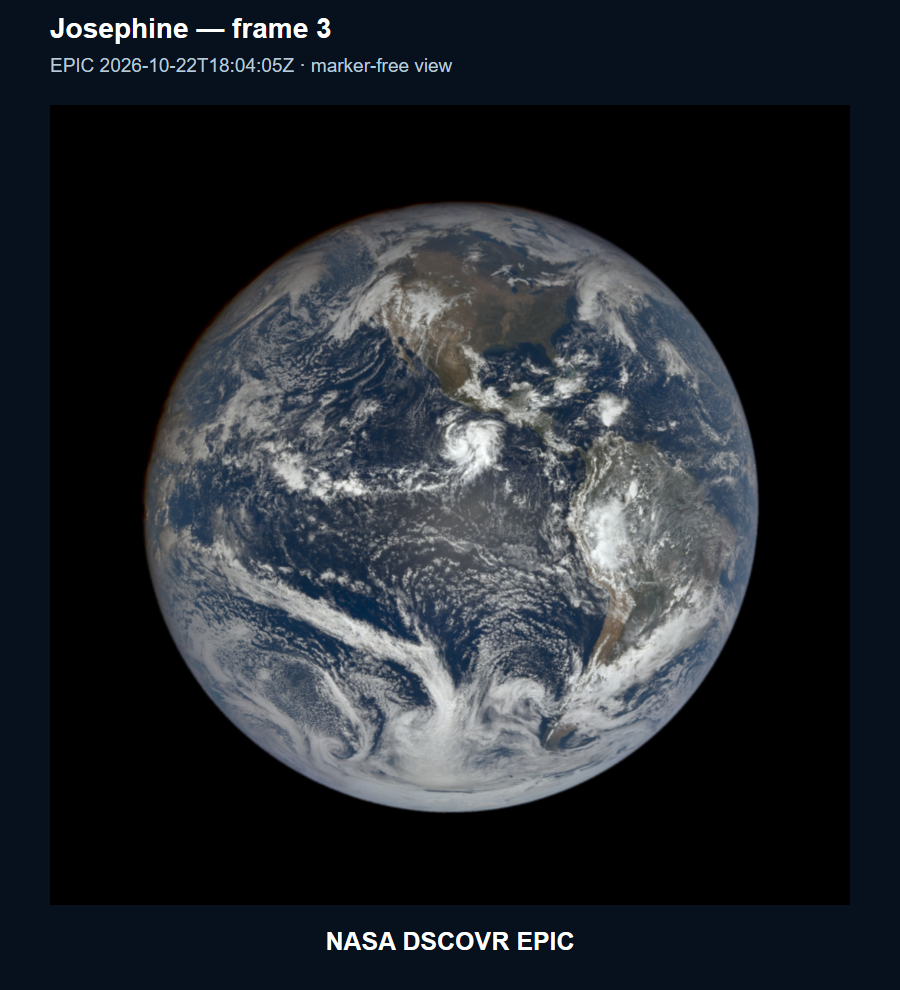 Josephine — frame 3
EPIC 2026-10-22T18:04:05Z · marker-free view
NASA DSCOVR EPIC